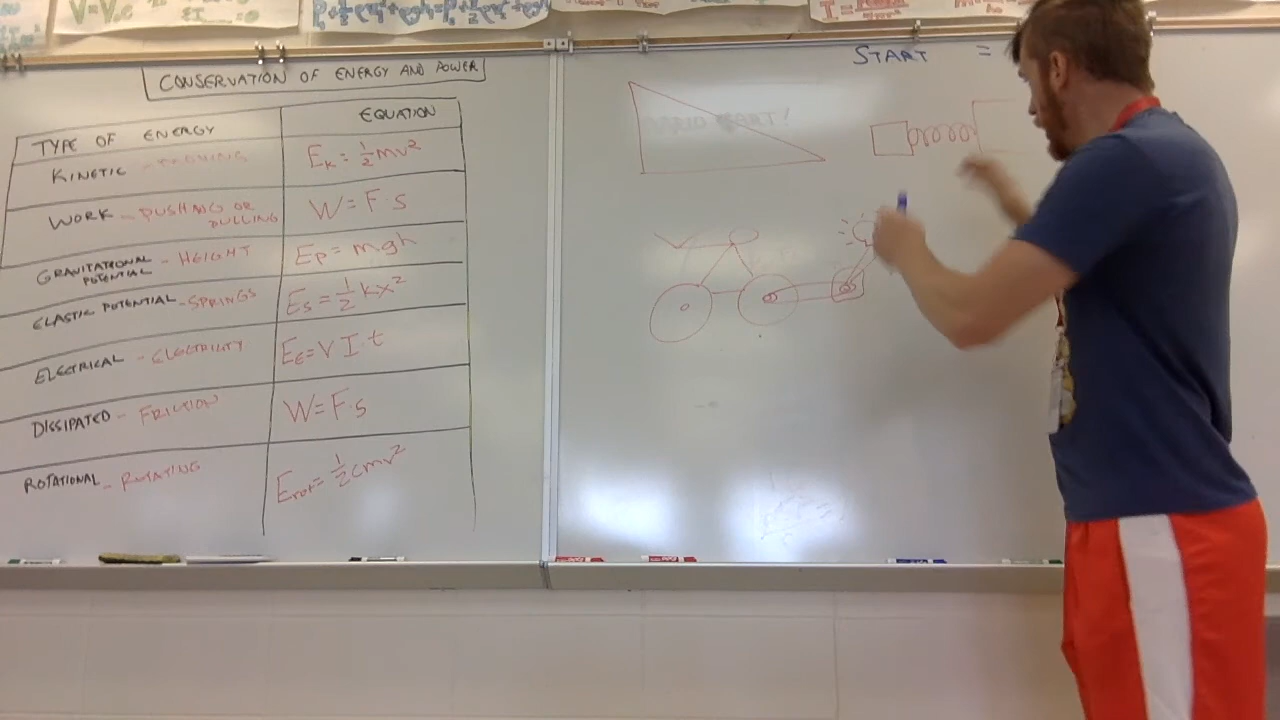 CONSERVATION OF ENERGY AND POWER
TYPE OF ENERGY
EQUATION
KINETIC -
E_K = 1/2 mv²
WORK - PUSHING OR
PULLING
W = F·s
GRAVITATIONAL
POTENTIAL
- HEIGHT
E_P = mgh
ELASTIC POTENTIAL - SPRINGS
E_S = 1/2 kx²
ELECTRICAL - ELECTRICITY
E_E = V I·t
DISSIPATED - FRICTION
W = F·s
ROTATIONAL - ROTATING
E_rot = 1/2 cmv²
START =